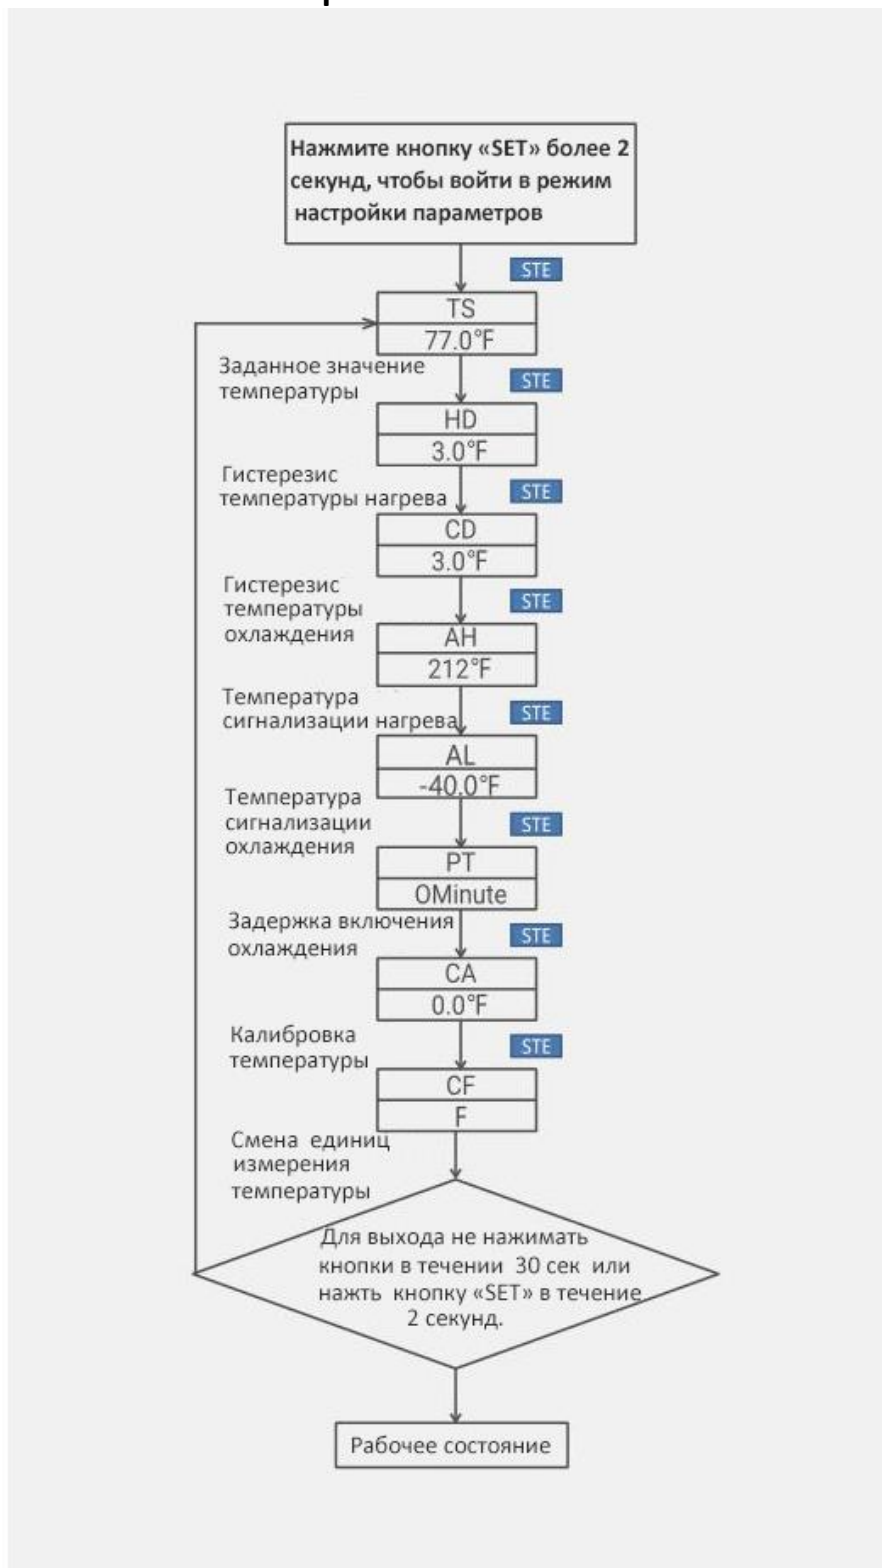 Нажмите кнопку «SET» более 2
секунд, чтобы войти в режим
настройки параметров
STE
TS
77.0°F
Заданное значение
температуры
STE
HD
3.0°F
Гистерезис
температуры нагрева
STE
CD
3.0°F
Гистерезис
температуры
охлаждения
STE
AH
212°F
Температура
сигнализации нагрева
STE
AL
-40.0°F
Температура
сигнализации
охлаждения
STE
PT
0Minute
Задержка включения
охлаждения
STE
CA
0.0°F
Калибровка
температуры
STE
CF
F
Смена единиц
измерения
температуры
Для выхода не нажимать
кнопки в течении 30 сек или
нажть кнопку «SET» в течение
2 секунд.
Рабочее состояние